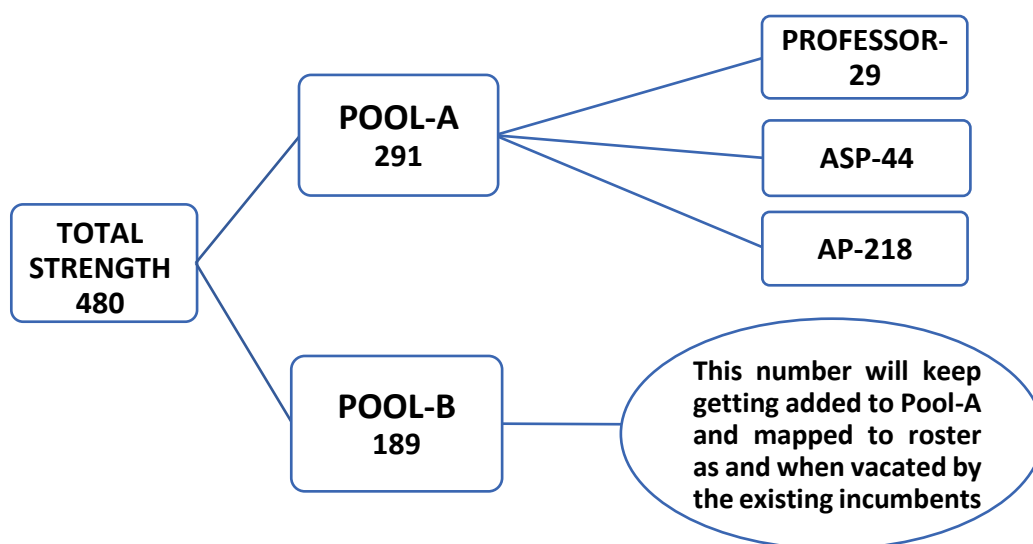 TOTAL
STRENGTH
480
POOL-A
291
PROFESSOR-
29
ASP-44
AP-218
POOL-B
189
This number will keep
getting added to Pool-A
and mapped to roster
as and when vacated by
the existing incumbents